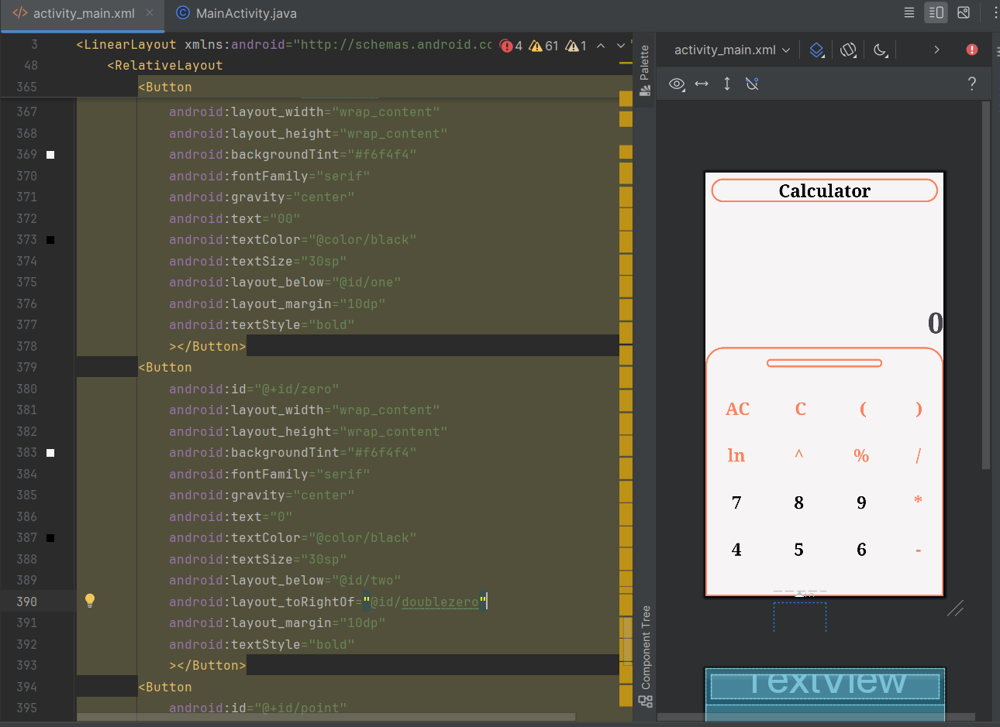 activity_main.xml
MainActivity.java
3 <LinearLayout xmlns:android="http://schemas.android.co 4 61 1
48 <RelativeLayout
365 <Button
367 android:layout_width="wrap_content"
368 android:layout_height="wrap_content"
369 android:backgroundTint="#f6f4f4"
370 android:fontFamily="serif"
371 android:gravity="center"
372 android:text="00"
373 android:textColor="@color/black"
374 android:textSize="30sp"
375 android:layout_below="@id/one"
376 android:layout_margin="10dp"
377 android:textStyle="bold"
378 ></Button>
379 <Button
380 android:id="@+id/zero"
381 android:layout_width="wrap_content"
382 android:layout_height="wrap_content"
383 android:backgroundTint="#f6f4f4"
384 android:fontFamily="serif"
385 android:gravity="center"
386 android:text="0"
387 android:textColor="@color/black"
388 android:textSize="30sp"
389 android:layout_below="@id/two"
390 android:layout_toRightOf="@id/doublezero"
391 android:layout_margin="10dp"
392 android:textStyle="bold"
393 ></Button>
394 <Button
395 android:id="@+id/point"
Palette
Component Tree
activity_main.xml
?
Calculator
0
AC C ( )
ln ^ % /
7 8 9 *
4 5 6 -
TextView